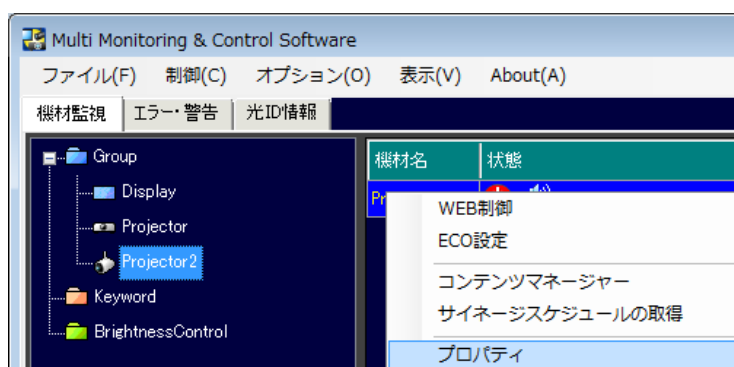 Multi Monitoring & Control Software
ファイル(F) 制御(C) オプション(O) 表示(V) About(A)
機材監視 エラー・警告 光ID情報
Group
Display
Projector
Projector2
Keyword
BrightnessControl
機材名 状態
Pr
WEB制御
ECO設定
コンテンツマネージャー
サイネージスケジュールの取得
プロパティ